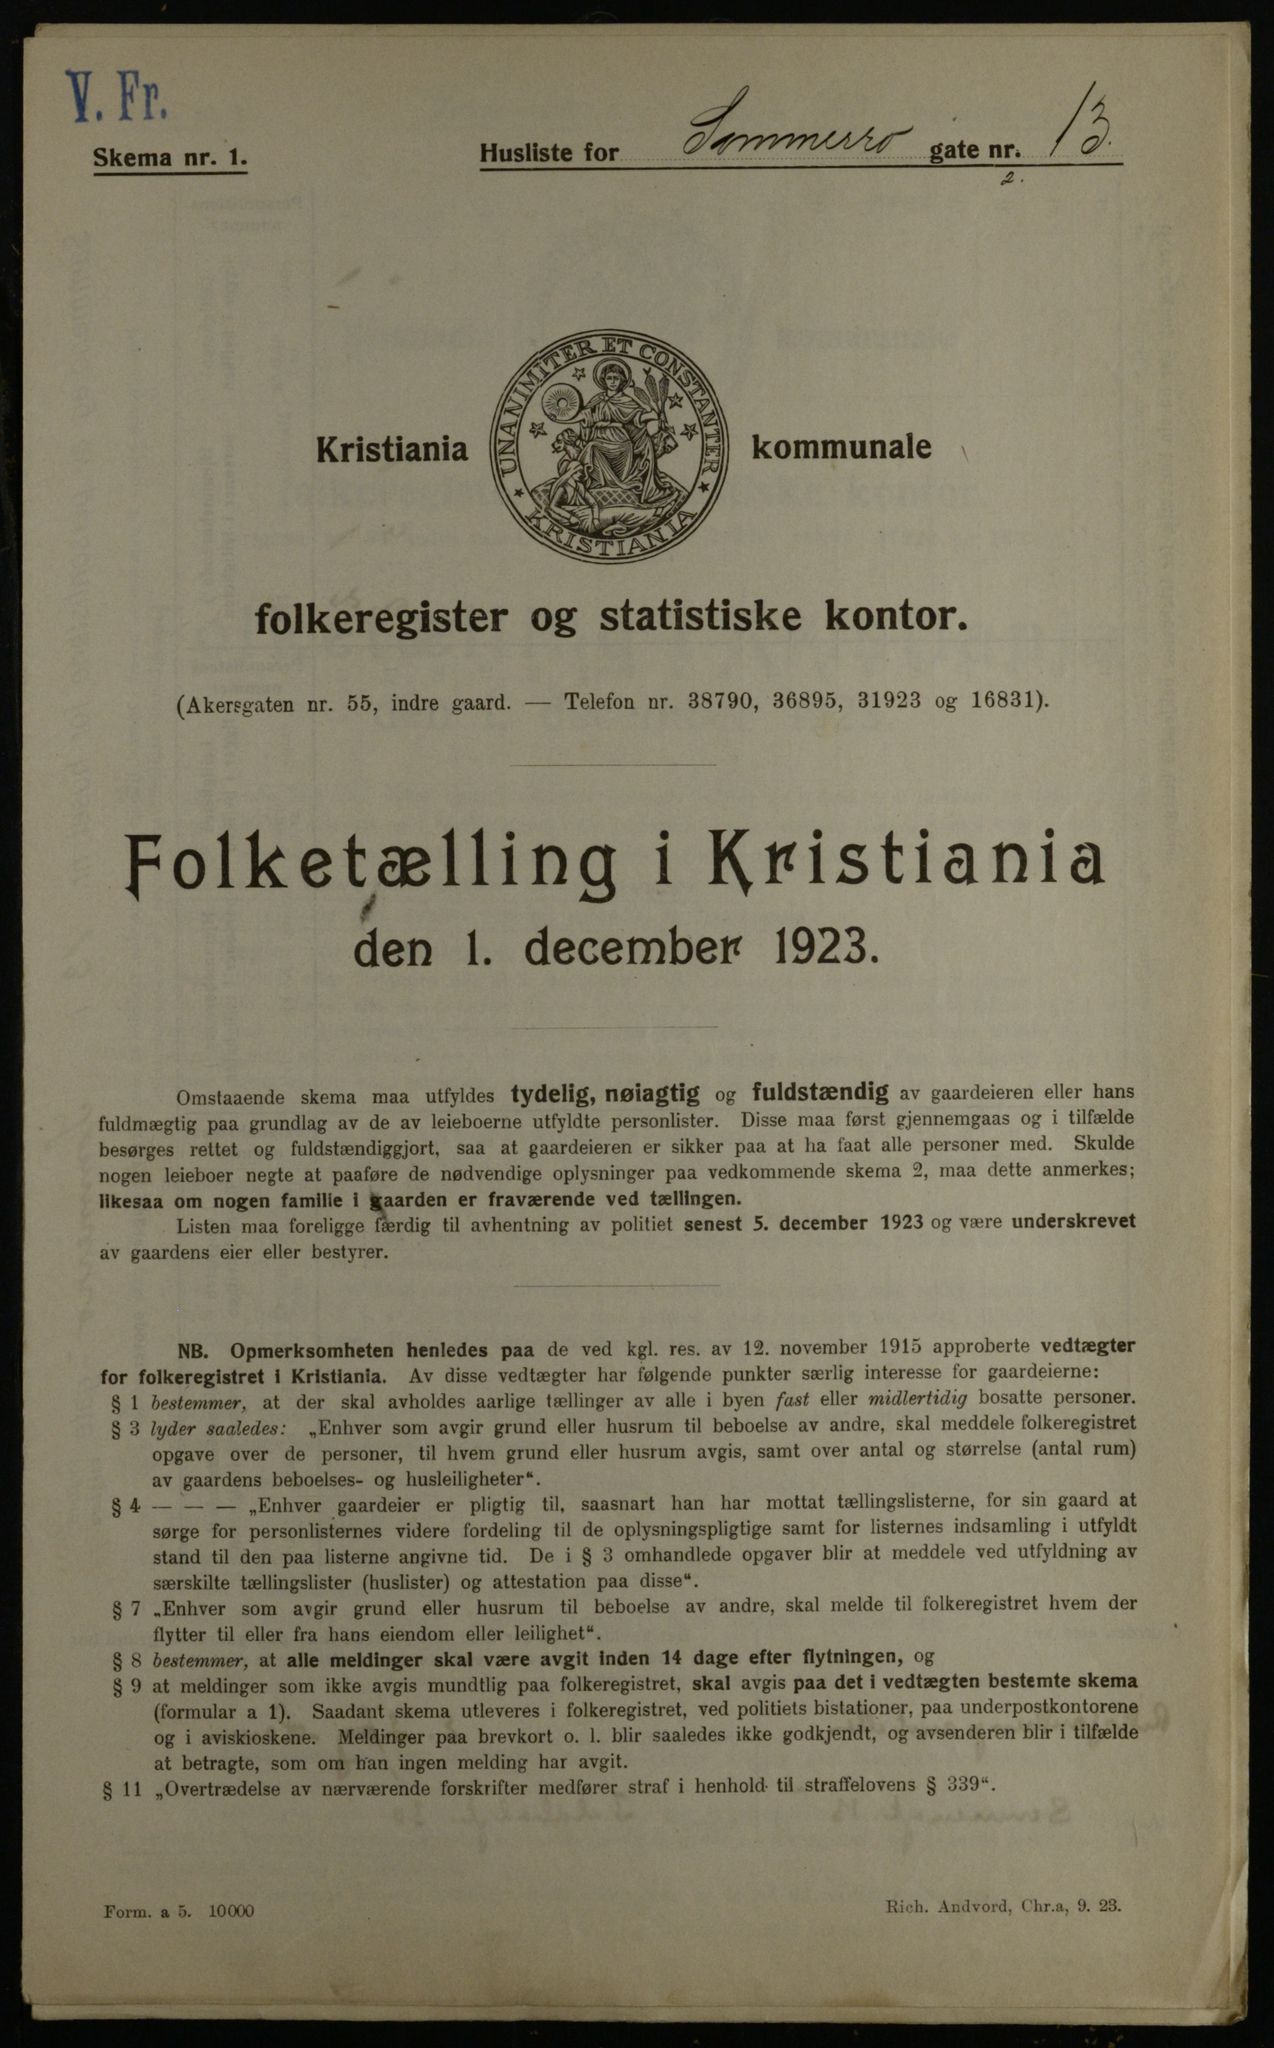 V. Fr.
Skema nr. 1.
Husliste for Sommerro gate nr. 13.
2.
UNANIMITER ET CONSTANTER
KRISTIANIA
Kristiania kommunale
folkeregister og statistiske kontor.
(Akersgaten nr. 55, indre gaard. — Telefon nr. 38790, 36895, 31923 og 16831).
Folketælling i Kristiania
den 1. december 1923.
Omstaaende skema maa utfyldes tydelig, nøiagtig og fuldstændig av gaardeieren eller hans
fuldmægtig paa grundlag av de av leieboerne utfyldte personlister. Disse maa først gjennemgaas og i tilfælde
besørges rettet og fuldstændiggjort, saa at gaardeieren er sikker paa at ha faat alle personer med. Skulde
nogen leieboer negte at paaføre de nødvendige oplysninger paa vedkommende skema 2, maa dette anmerkes;
likesaa om nogen familie i gaarden er fraværende ved tællingen.
Listen maa foreligge færdig til avhentning av politiet senest 5. december 1923 og være underskrevet
av gaardens eier eller bestyrer.
NB. Opmerksomheten henledes paa de ved kgl. res. av 12. november 1915 approberte vedtægter
for folkeregistret i Kristiania. Av disse vedtægter har følgende punkter særlig interesse for gaardeierne:
§ 1 bestemmer, at der skal avholdes aarlige tællinger av alle i byen fast eller midlertidig bosatte personer.
§ 3 lyder saaledes: „Enhver som avgir grund eller husrum til beboelse av andre, skal meddele folkeregistret
opgave over de personer, til hvem grund eller husrum avgis, samt over antal og størrelse (antal rum)
av gaardens beboelses- og husleiligheter“.
§ 4 — — — „Enhver gaardeier er pligtig til, saasnart han har mottat tællingslisterne, for sin gaard at
sørge for personlisternes videre fordeling til de oplysningspligtige samt for listernes indsamling i utfyldt
stand til den paa listerne angivne tid. De i § 3 omhandlede opgaver blir at meddele ved utfyldning av
særskilte tællingslister (huslister) og attestation paa disse“.
§ 7 „Enhver som avgir grund eller husrum til beboelse av andre, skal melde til folkeregistret hvem der
flytter til eller fra hans eiendom eller leilighet“.
§ 8 bestemmer, at alle meldinger skal være avgit inden 14 dage efter flytningen, og
§ 9 at meldinger som ikke avgis mundtlig paa folkeregistret, skal avgis paa det i vedtægten bestemte skema
(formular a 1). Saadant skema utleveres i folkeregistret, ved politiets bistationer, paa underpostkontorene
og i aviskioskene. Meldinger paa brevkort o. l. blir saaledes ikke godkjendt, og avsenderen blir i tilfælde
at betragte, som om han ingen melding har avgit.
§ 11 „Overtrædelse av nærværende forskrifter medfører straf i henhold til straffelovens § 339“.
Form. a 5. 10000
Rich. Andvord, Chr.a, 9. 23.